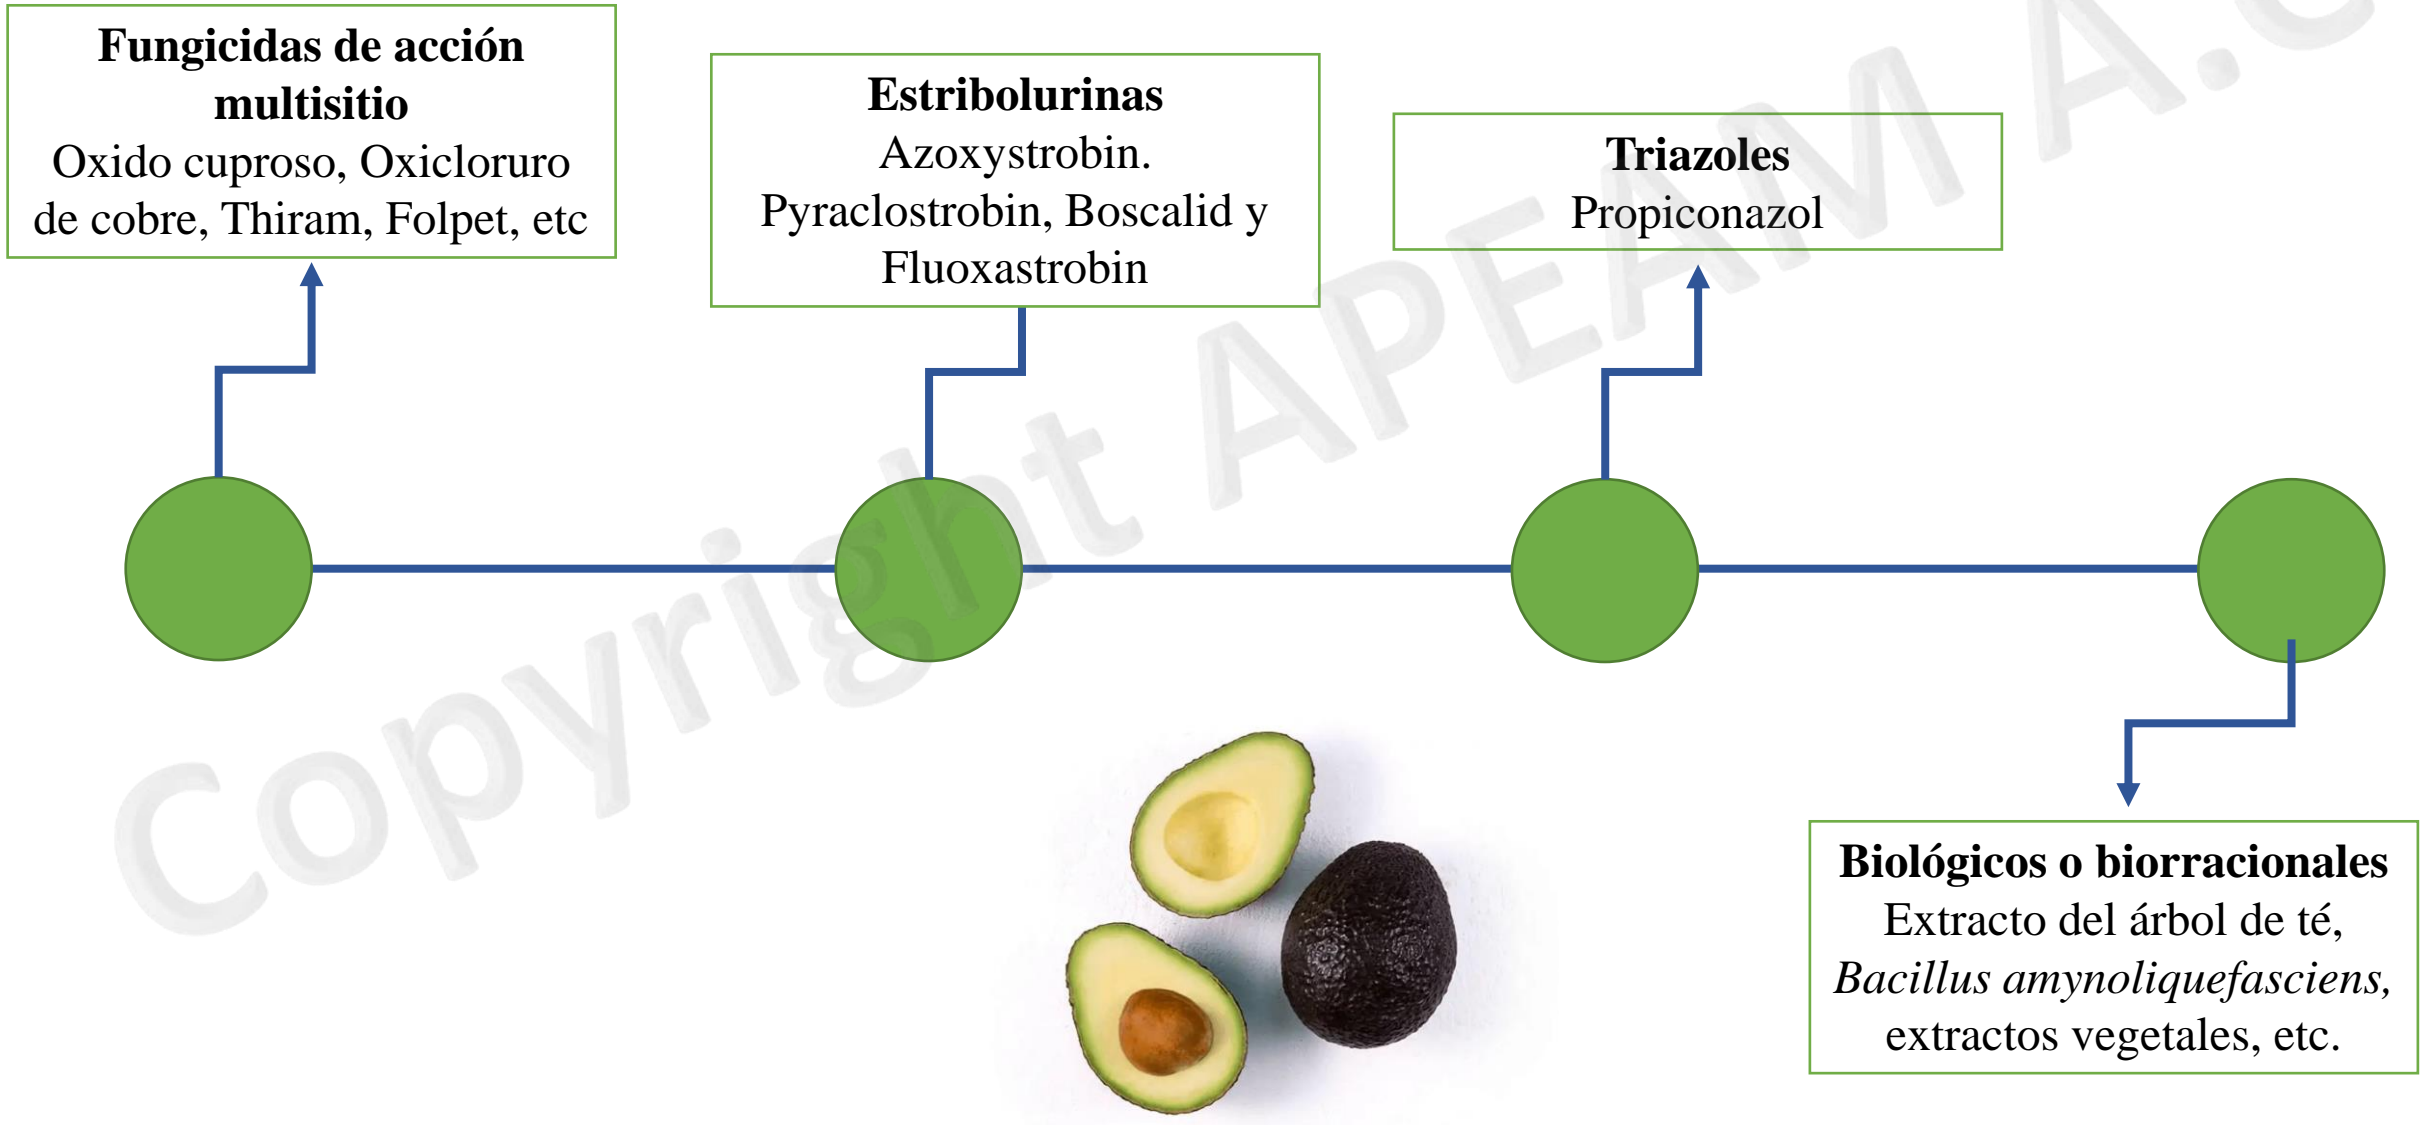 Fungicidas de acción
multisitio
Oxido cuproso, Oxicloruro
de cobre, Thiram, Folpet, etc
Estribolurinas
Azoxystrobin.
Pyraclostrobin, Boscalid y
Fluoxastrobin
Triazoles
Propiconazol
Biológicos o biorracionales
Extracto del árbol de té,
Bacillus amynoliquefasciens,
extractos vegetales, etc.
Copyright APEAM A.C